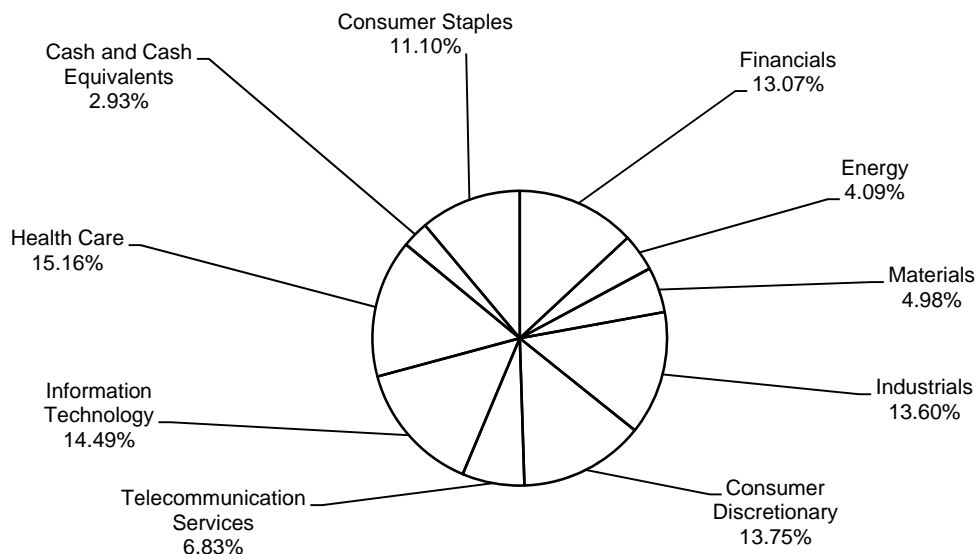 Consumer Staples
11.10%
Financials
13.07%
Energy
4.09%
Materials
4.98%
Industrials
13.60%
Consumer
Discretionary
13.75%
Telecommunication
Services
6.83%
Information
Technology
14.49%
Health Care
15.16%
Cash and Cash
Equivalents
2.93%